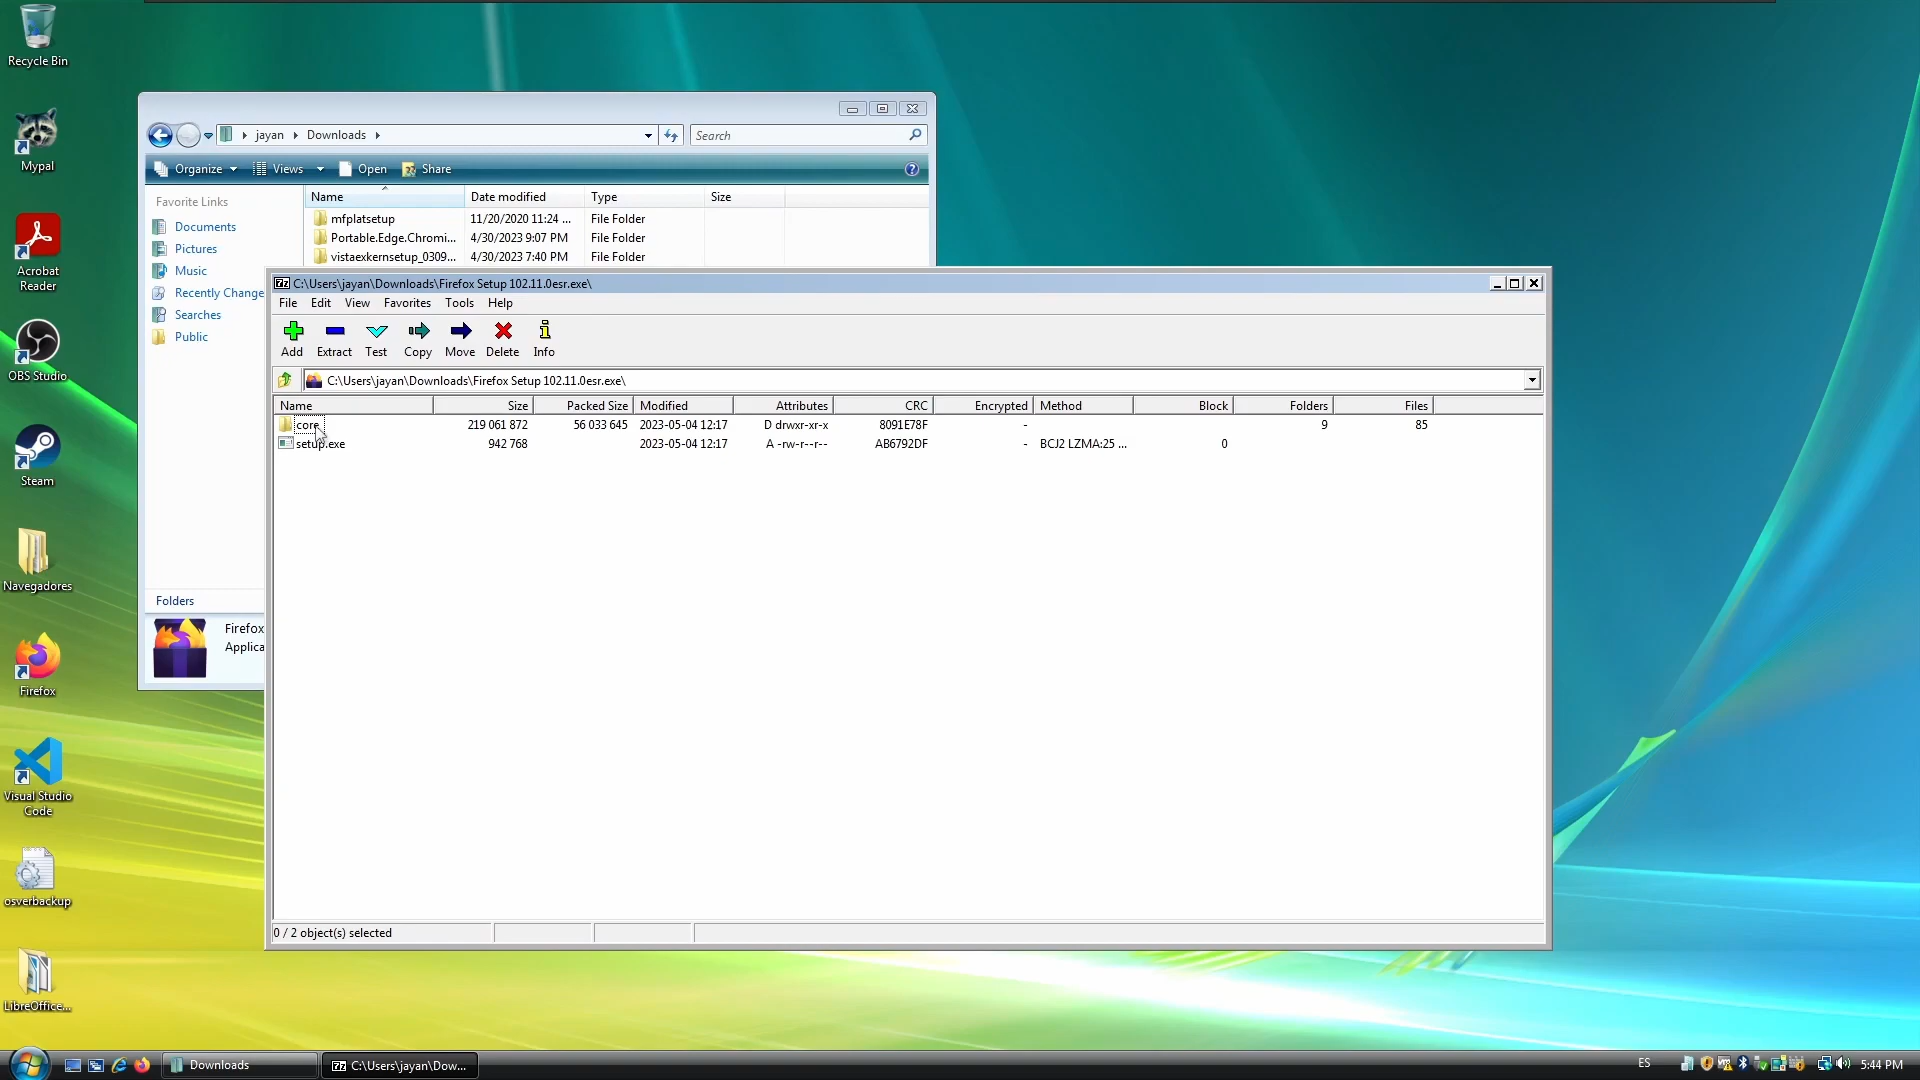 Recycle Bin
Mypal
Acrobat
Reader
OBS Studio
Steam
Navegadores
Firefox
Visual Studio
Code
osverbackup
LibreOffice...
jayan Downloads
Search
Organize Views Open Share
Favorite Links
Documents
Pictures
Music
Recently Change
Searches
Public
Folders
Name Date modified Type Size
mfplatsetup 11/20/2020 11:24 ... File Folder
Portable.Edge.Chromi... 4/30/2023 9:07 PM File Folder
vistaexkernsetup_0309... 4/30/2023 7:40 PM File Folder
Firefox
Applica
7z C:\Users\jayan\Downloads\Firefox Setup 102.11.0esr.exe\
File Edit View Favorites Tools Help
Add Extract Test Copy Move Delete Info
C:\Users\jayan\Downloads\Firefox Setup 102.11.0esr.exe\
Name Size Packed Size Modified Attributes CRC Encrypted Method Block Folders Files
core 219 061 872 56 033 645 2023-05-04 12:17 D drwxr-xr-x 8091E78F - 9 85
setup.exe 942 768 2023-05-04 12:17 A -rw-r--r-- AB6792DF - BCJ2 LZMA:25 ... 0
0 / 2 object(s) selected
Downloads
7z C:\Users\jayan\Dow...
ES
5:44 PM